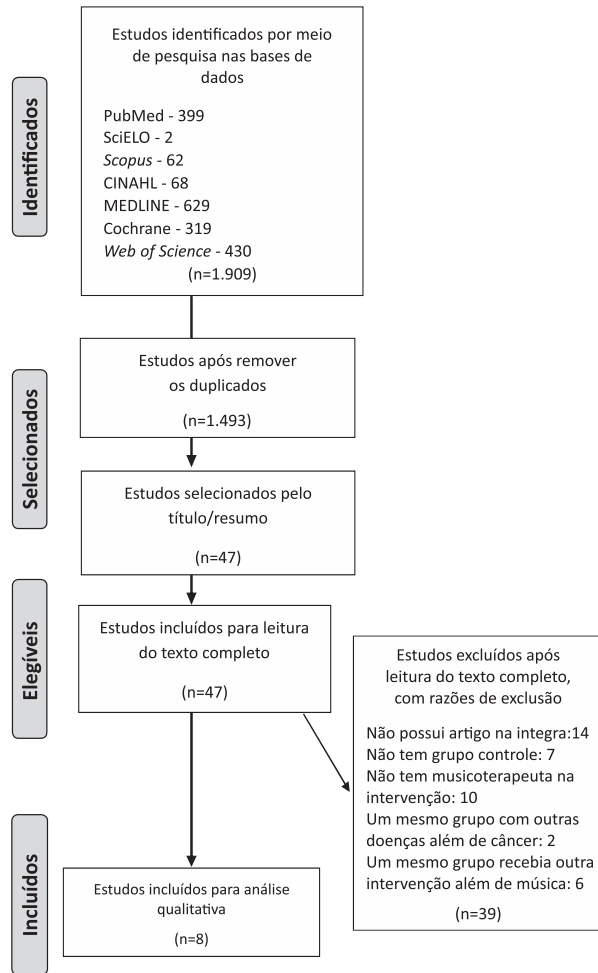 Identificados
Estudos identificados por meio
de pesquisa nas bases de
dados
PubMed - 399
SciELO - 2
Scopus - 62
CINAHL - 68
MEDLINE - 629
Cochrane - 319
Web of Science - 430
(n=1.909)
Selecionados
Estudos após remover
os duplicados
(n=1.493)
Estudos selecionados pelo
título/resumo
(n=47)
Elegíveis
Estudos incluídos para leitura
do texto completo
(n=47)
Estudos excluídos após
leitura do texto completo,
com razões de exclusão
Não possui artigo na integra:14
Não tem grupo controle: 7
Não tem musicoterapeuta na
intervenção: 10
Um mesmo grupo com outras
doenças além de câncer: 2
Um mesmo grupo recebia outra
intervenção além de música: 6
(n=39)
Incluídos
Estudos incluídos para análise
qualitativa
(n=8)